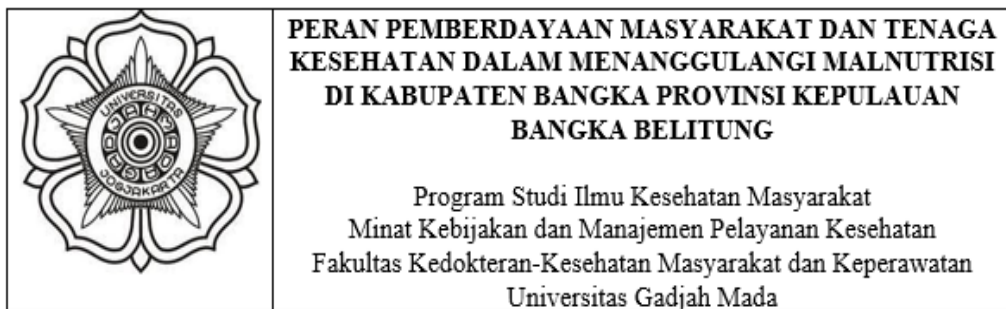 UNIVERSITAS
GADJAH MADA
JOGJAKARTA
PERAN PEMBERDAYAAN MASYARAKAT DAN TENAGA
KESEHATAN DALAM MENANGGULANGI MALNUTRISI
DI KABUPATEN BANGKA PROVINSI KEPULAUAN
BANGKA BELITUNG
Program Studi Ilmu Kesehatan Masyarakat
Minat Kebijakan dan Manajemen Pelayanan Kesehatan
Fakultas Kedokteran-Kesehatan Masyarakat dan Keperawatan
Universitas Gadjah Mada